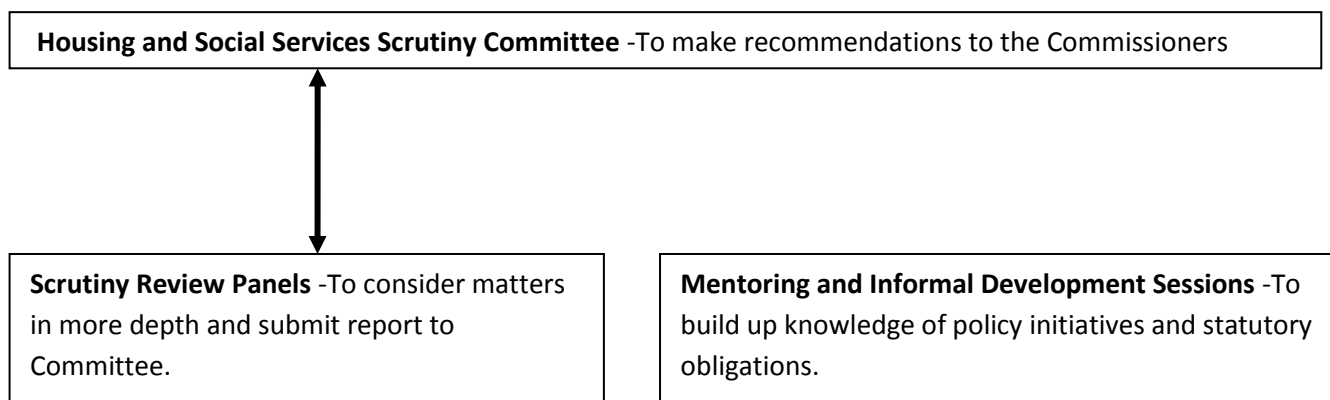 Housing and Social Services Scrutiny Committee -To make recommendations to the Commissioners
Scrutiny Review Panels -To consider matters
in more depth and submit report to
Committee.
Mentoring and Informal Development Sessions -To
build up knowledge of policy initiatives and statutory
obligations.